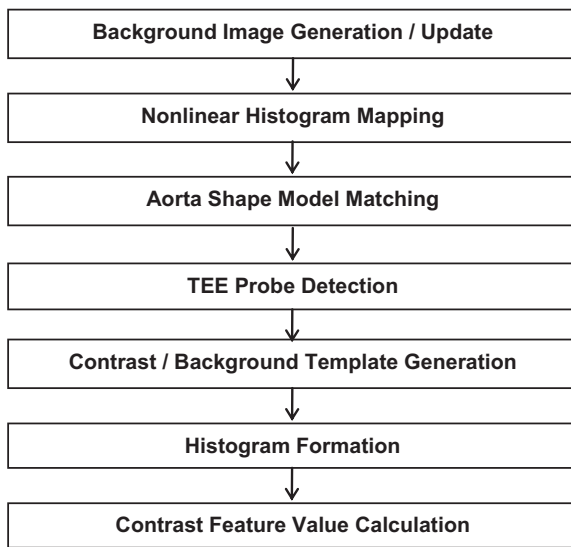 Background Image Generation / Update
Nonlinear Histogram Mapping
Aorta Shape Model Matching
TEE Probe Detection
Contrast / Background Template Generation
Histogram Formation
Contrast Feature Value Calculation